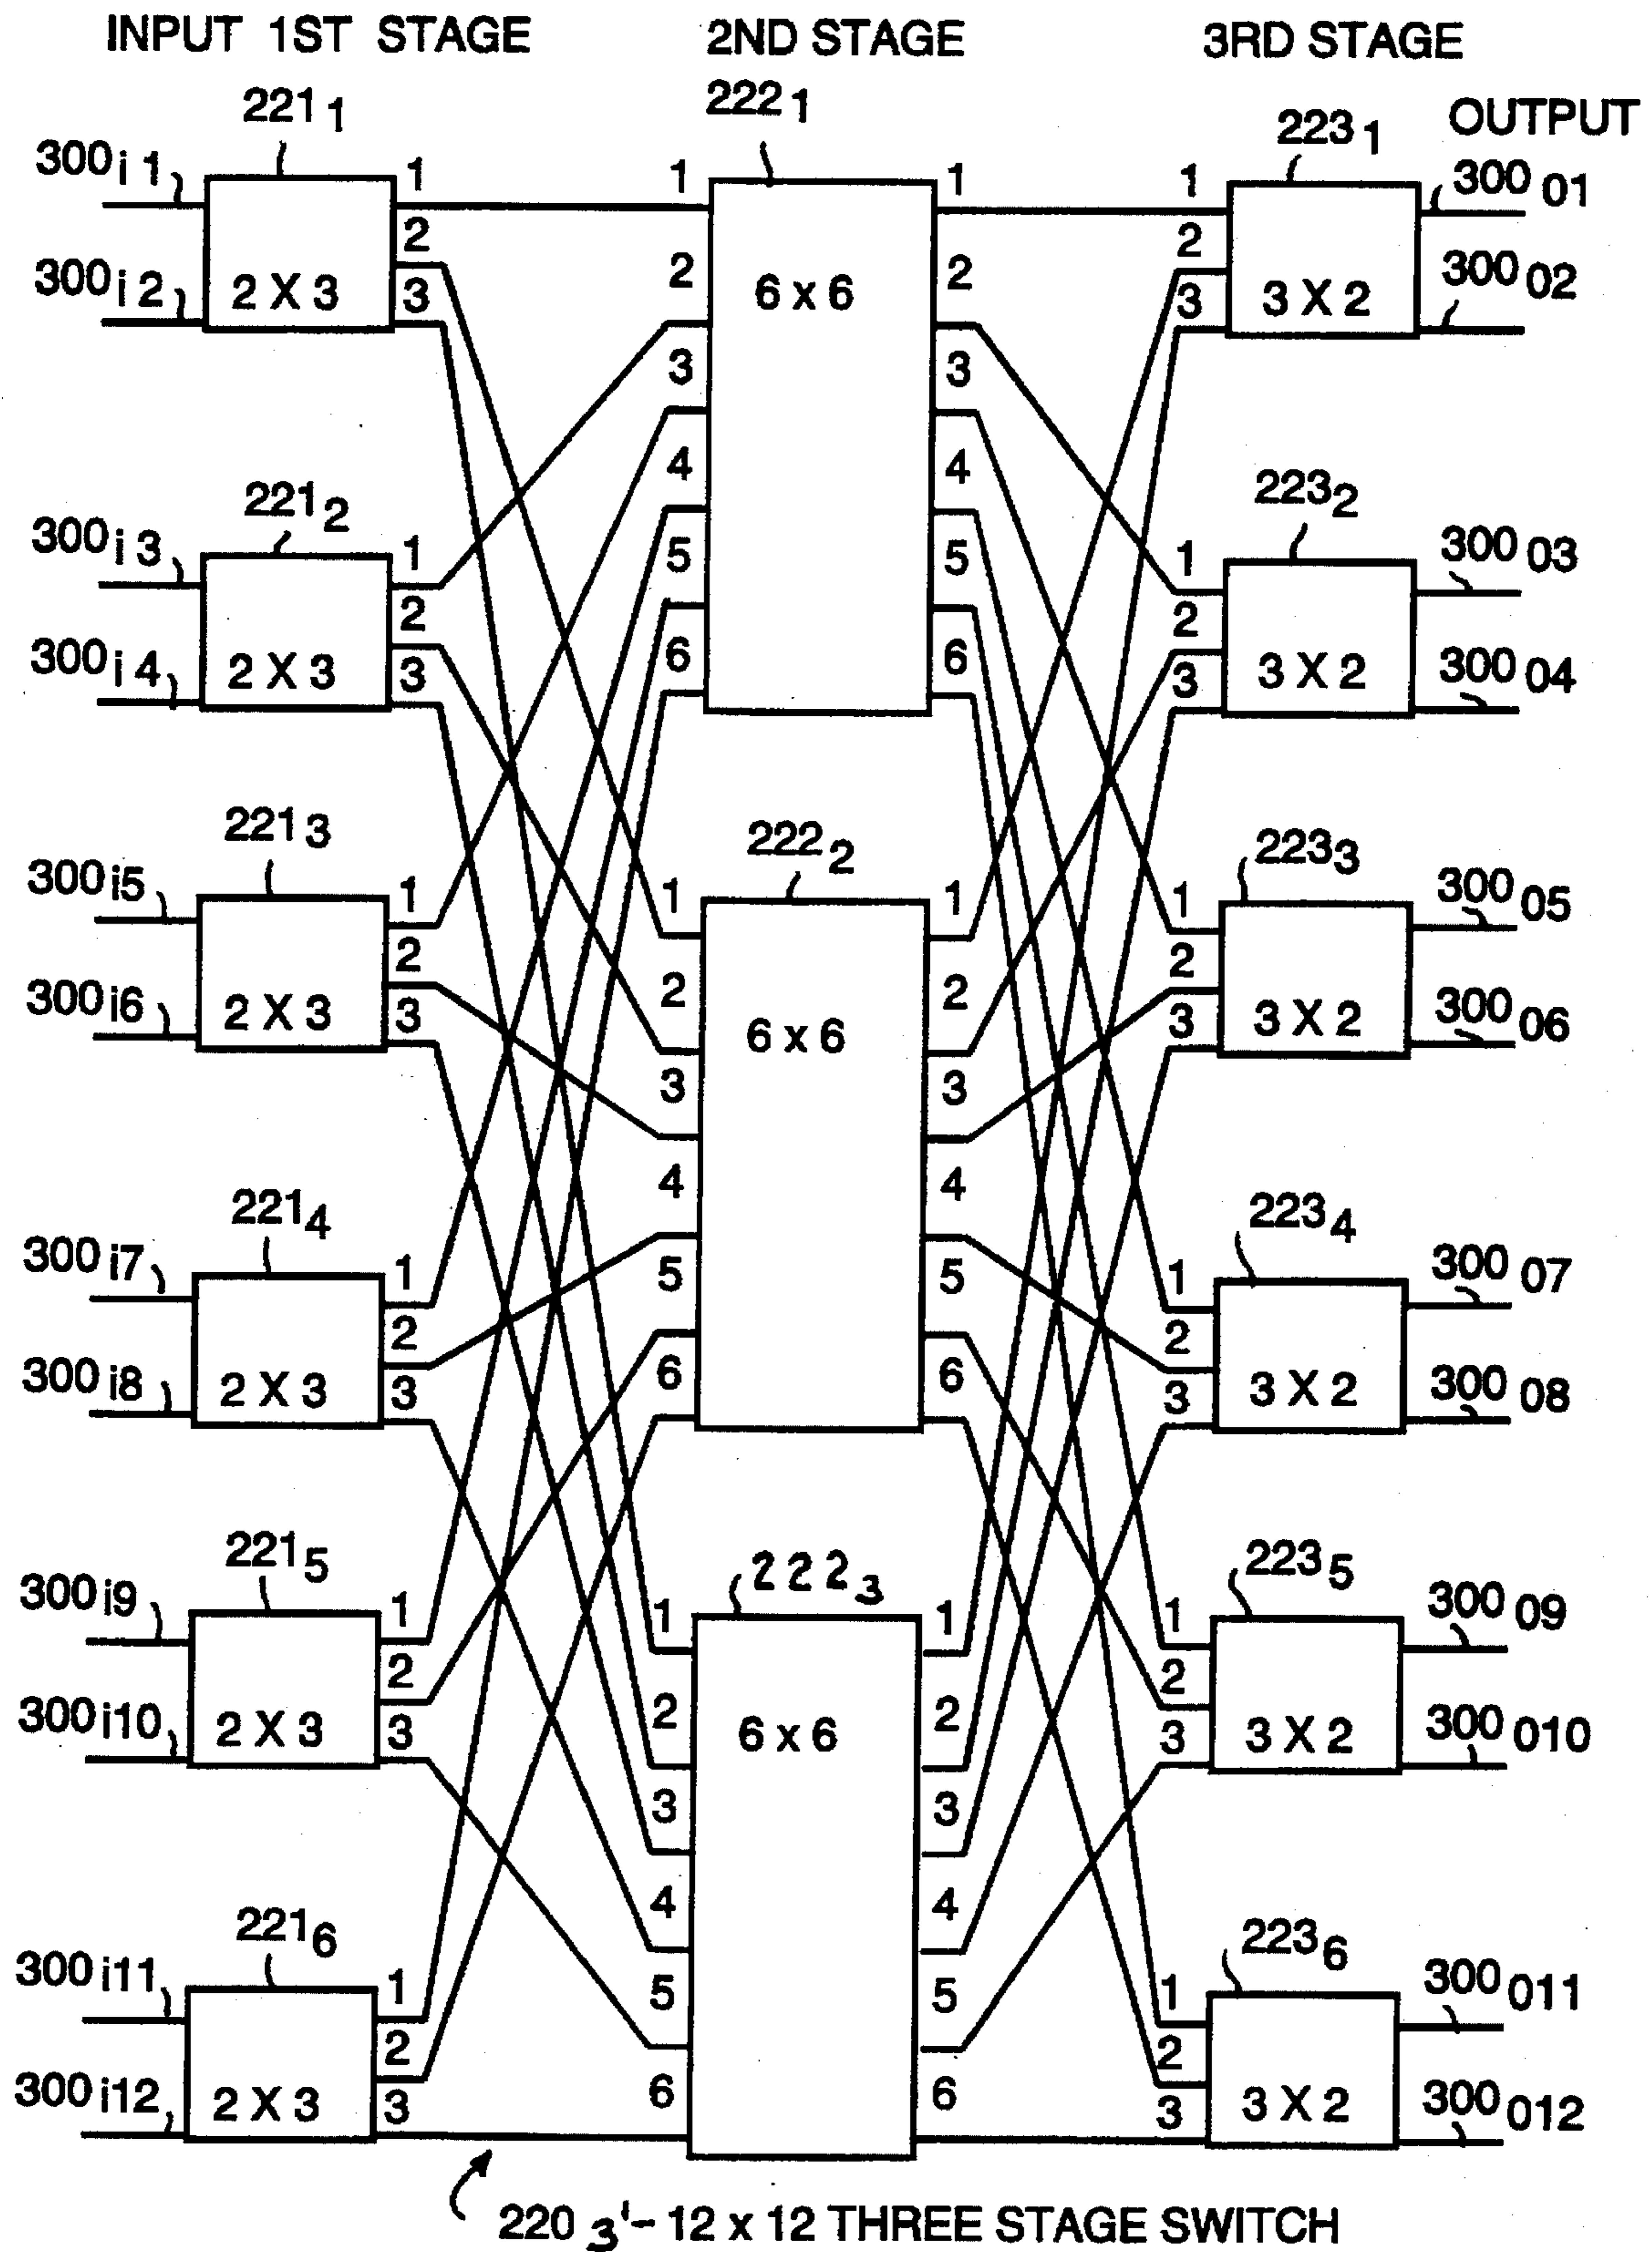 INPUT 1ST STAGE 2ND STAGE 3RD STAGE
221 1 222 1 223 1 OUTPUT
300 i 1 1 1 1 1 300 01
2 2
300 i 2 2 X 3 3 2 6 x 6 2 3 3 X 2 300 02
3 3
4 4
221 2 223 2
300 i 3 1 5 5 1 300 03
2 2
300 i 4 2 X 3 3 6 6 3 3 X 2 300 04
221 3 222 2 223 3
300 i5 1 1 1 1 300 05
2 2
300 i6 2 X 3 3 2 6 x 6 2 3 3 X 2 300 06
3 3
4 4
221 4 223 4
300 i7 1 5 5 1 300 07
2 2
300 i8 2 X 3 3 6 6 3 3 X 2 300 08
221 5 222 3 223 5
300 i9 1 1 1 1 300 09
2 2
300 i10 2 X 3 3 2 6 x 6 2 3 3 X 2 300 010
3 3
4 4
221 6 223 6
300 i11 1 5 5 1 300 011
2 2
300 i12 2 X 3 3 6 6 3 3 X 2 300 012
220 3' - 12 x 12 THREE STAGE SWITCH